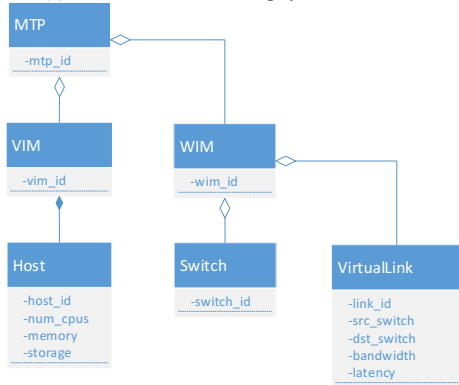 MTP
-mtp_id
VIM
-vim_id
WIM
-wim_id
Host
-host_id
-num_cpus
-memory
-storage
Switch
-switch_id
VirtualLink
-link_id
-src_switch
-dst_switch
-bandwidth
-latency